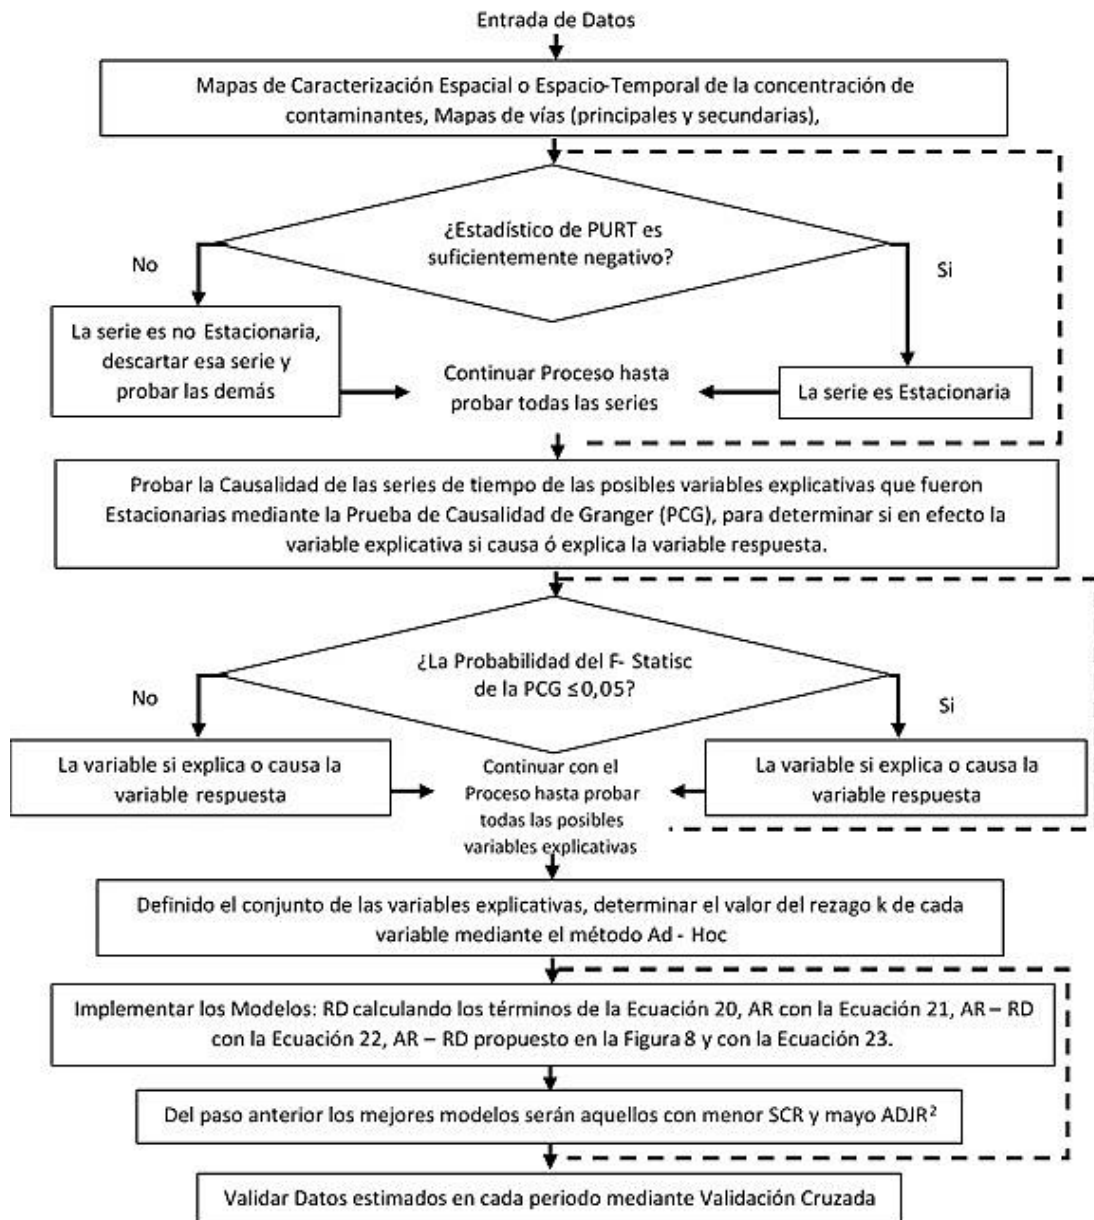 Entrada de Datos
Mapas de Caracterización Espacial o Espacio-Temporal de la concentración de
contaminantes, Mapas de vías (principales y secundarias),
¿Estadístico de PURT es
suficientemente negativo?
No
Si
La serie es no Estacionaria,
descartar esa serie y
probar las demás
Continuar Proceso hasta
probar todas las series
La serie es Estacionaria
Probar la Causalidad de las series de tiempo de las posibles variables explicativas que fueron
Estacionarias mediante la Prueba de Causalidad de Granger (PCG), para determinar si en efecto la
variable explicativa si causa ó explica la variable respuesta.
¿La Probabilidad del F- Statisc
de la PCG ≤0,05?
No
Si
La variable si explica o causa la
variable respuesta
Continuar con el
Proceso hasta probar
todas las posibles
variables explicativas
La variable si explica o causa la
variable respuesta
Definido el conjunto de las variables explicativas, determinar el valor del rezago k de cada
variable mediante el método Ad - Hoc
Implementar los Modelos: RD calculando los términos de la Ecuación 20, AR con la Ecuación 21, AR – RD
con la Ecuación 22, AR – RD propuesto en la Figura 8 y con la Ecuación 23.
Del paso anterior los mejores modelos serán aquellos con menor SCR y mayo ADJR²
Validar Datos estimados en cada periodo mediante Validación Cruzada